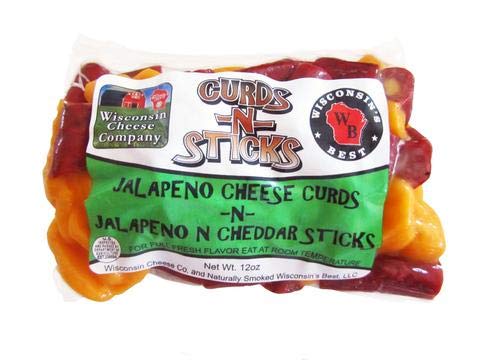 Wisconsin
Cheese
Company
CURDS
-N-
STICKS
WISCONSIN'S
WB
BEST
JALAPENO CHEESE CURDS
-N-
JALAPENO N CHEDDAR STICKS
FOR FULL FRESH FLAVOR EAT AT ROOM TEMPERATURE
Net Wt. 12oz
Wisconsin Cheese Co. and Naturally Smoked Wisconsin's Best, LLC